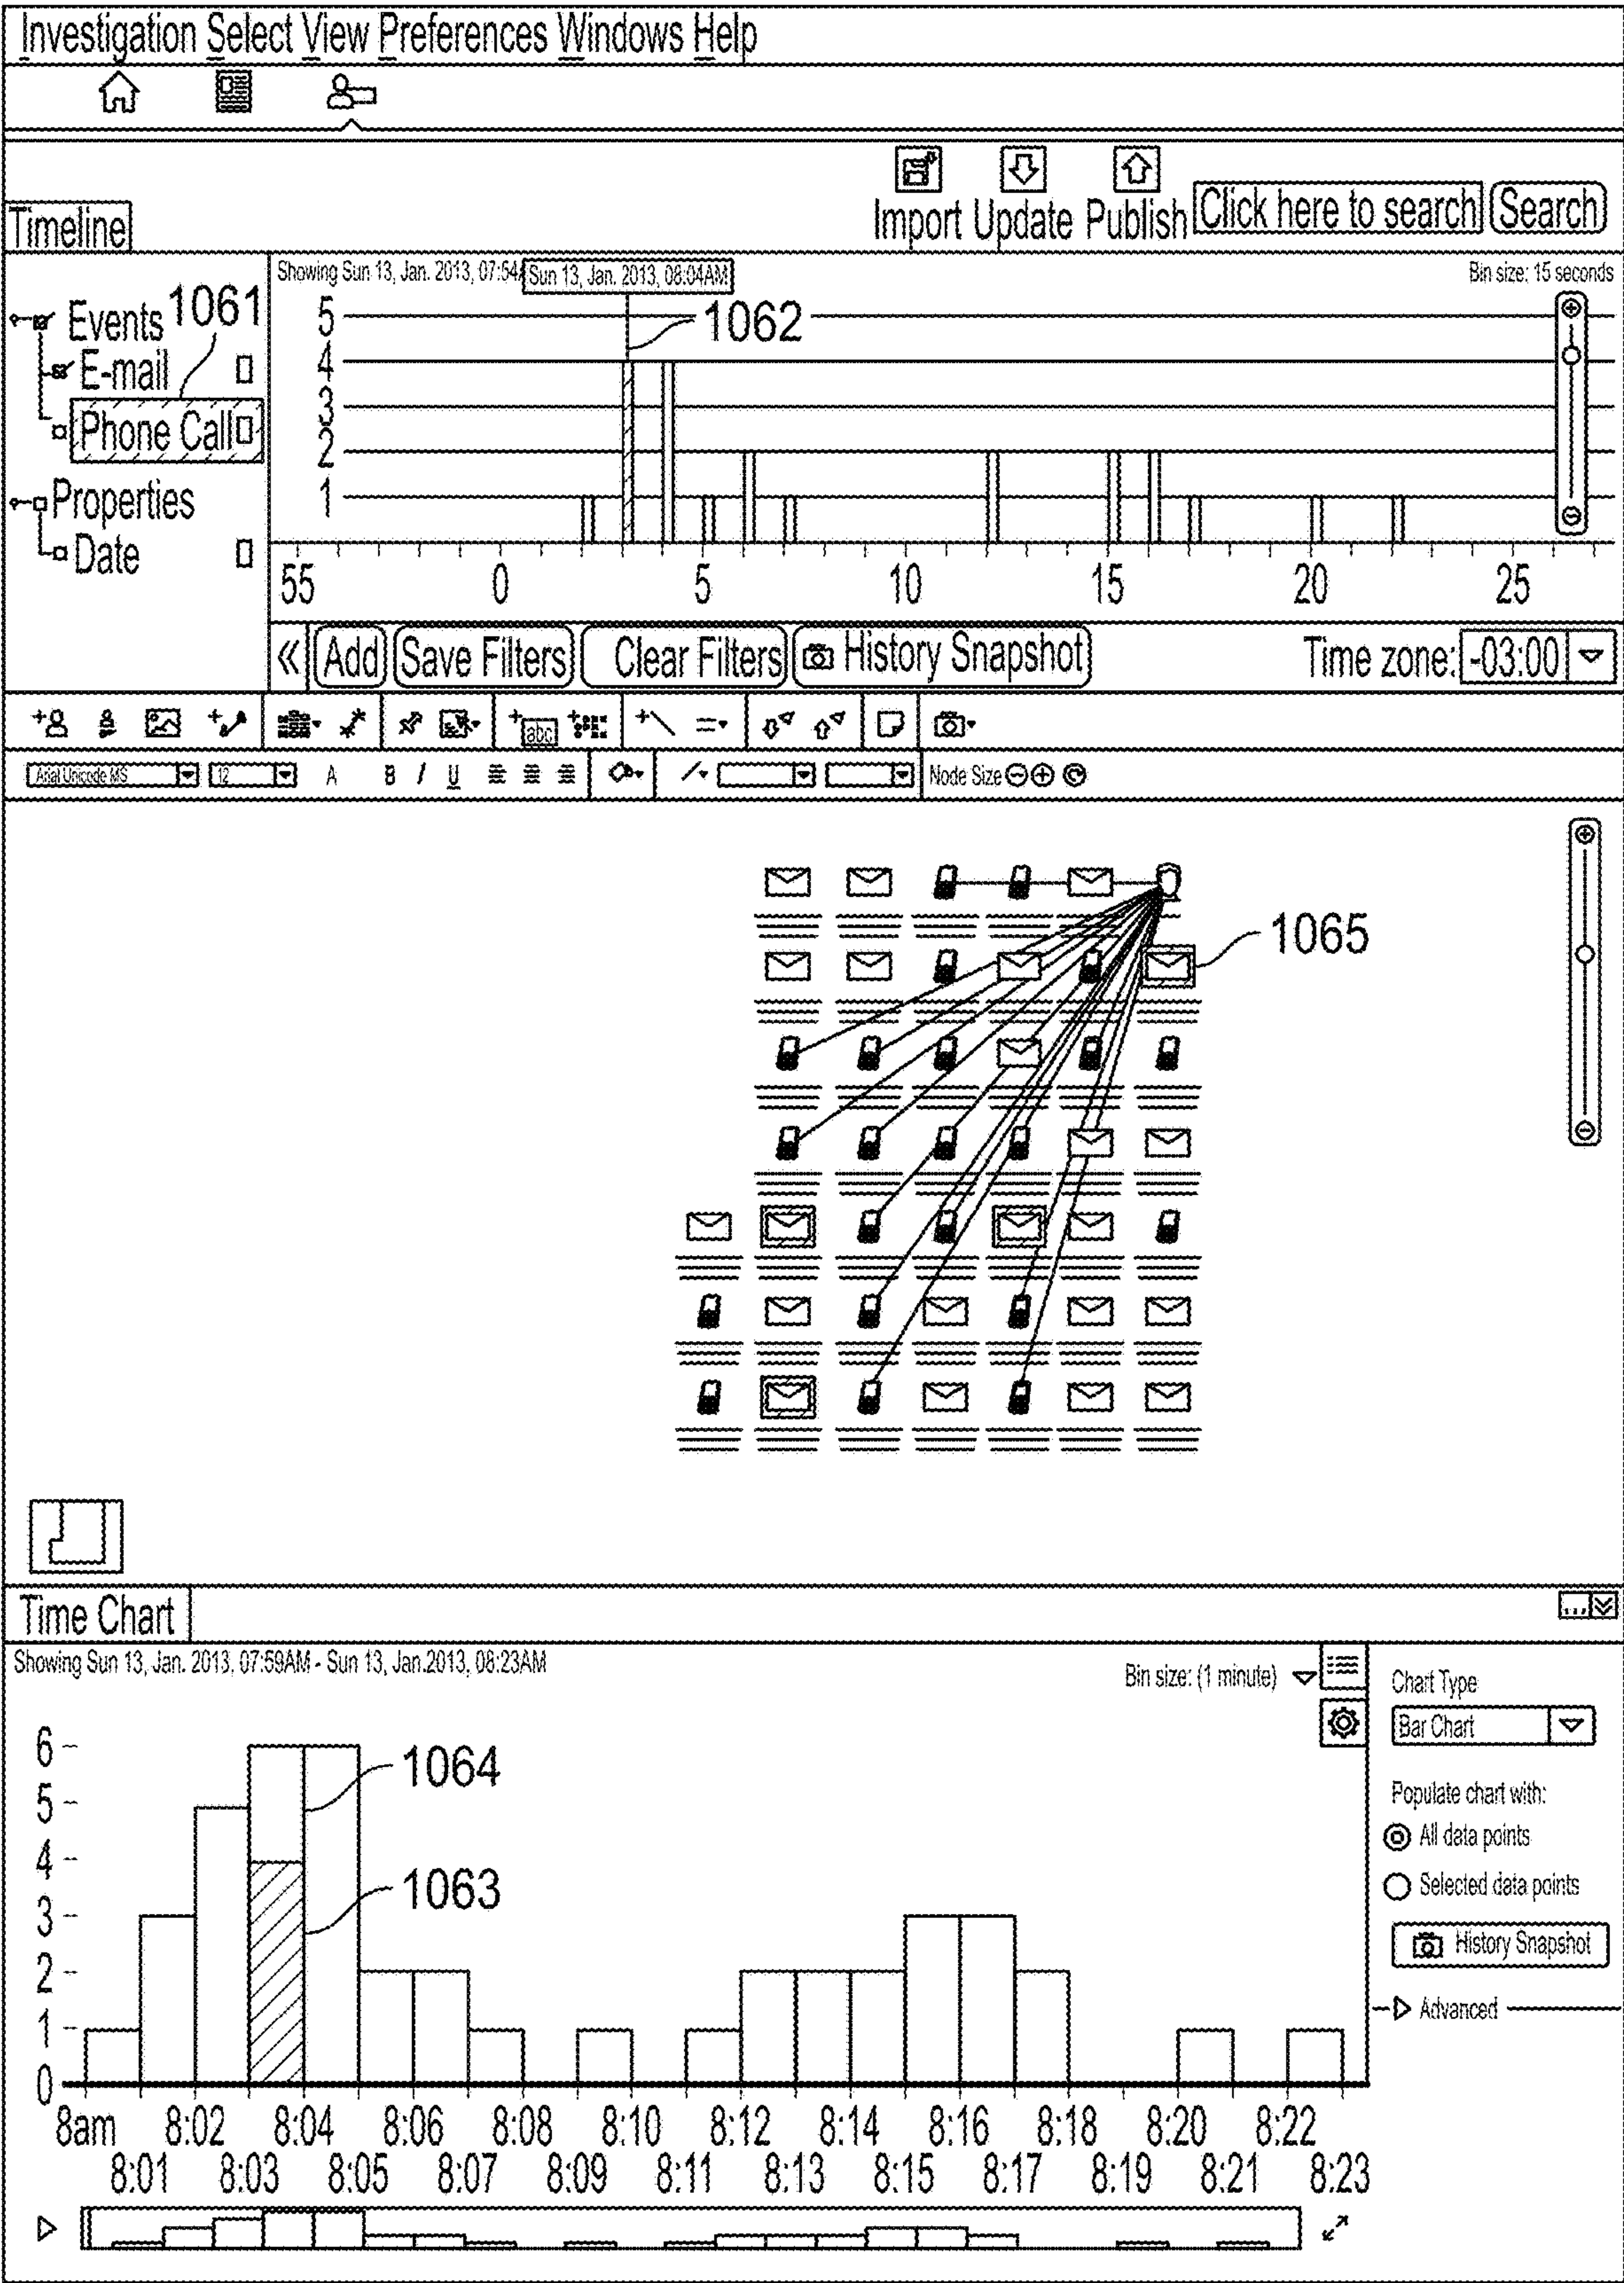 Investigation Select View Preferences Windows Help
Import Update Publish Click here to search Search
Timeline
Showing Sun 13, Jan. 2013, 07:54A Sun 13, Jan. 2013, 08:04AM Bin size: 15 seconds
Events 1061
E-mail
Phone Call
Properties
Date
5
1062
4
3
2
1
55 0 5 10 15 20 25
« Add Save Filters Clear Filters History Snapshot Time zone: -03:00
abc
Arial Unicode MS 12 A B I U Node Size
1065
Time Chart ...
Showing Sun 13, Jan. 2013, 07:59AM - Sun 13, Jan.2013, 08:23AM
Bin size: (1 minute)
Chart Type
Bar Chart
Populate chart with:
All data points
Selected data points
History Snapshot
Advanced
6
1064
5
4
1063
3
2
1
0
8am 8:02 8:04 8:06 8:08 8:10 8:12 8:14 8:16 8:18 8:20 8:22
8:01 8:03 8:05 8:07 8:09 8:11 8:13 8:15 8:17 8:19 8:21 8:23